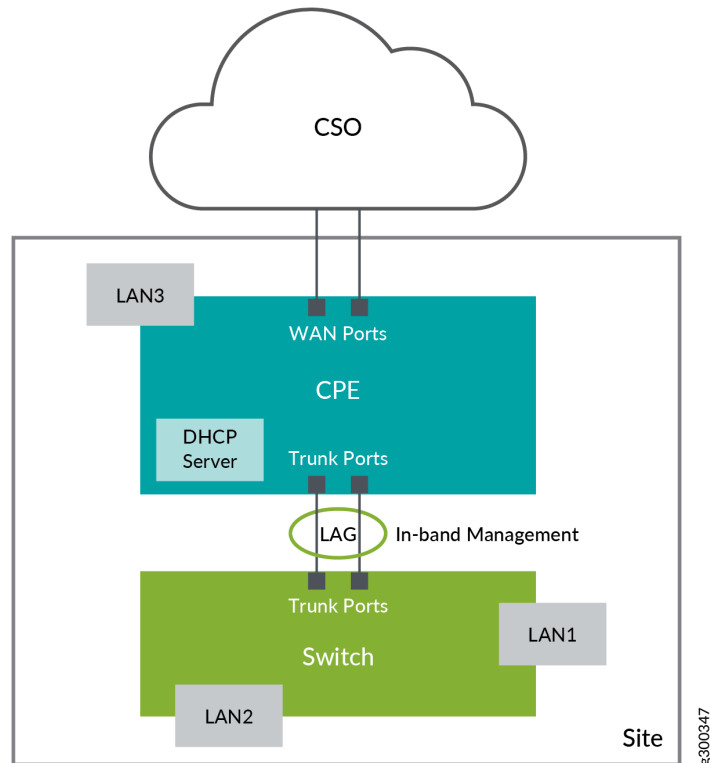 CSO
LAN3
WAN Ports
CPE
DHCP
Server
Trunk Ports
LAG
In-band Management
Trunk Ports
LAN1
Switch
LAN2
Site
g300347